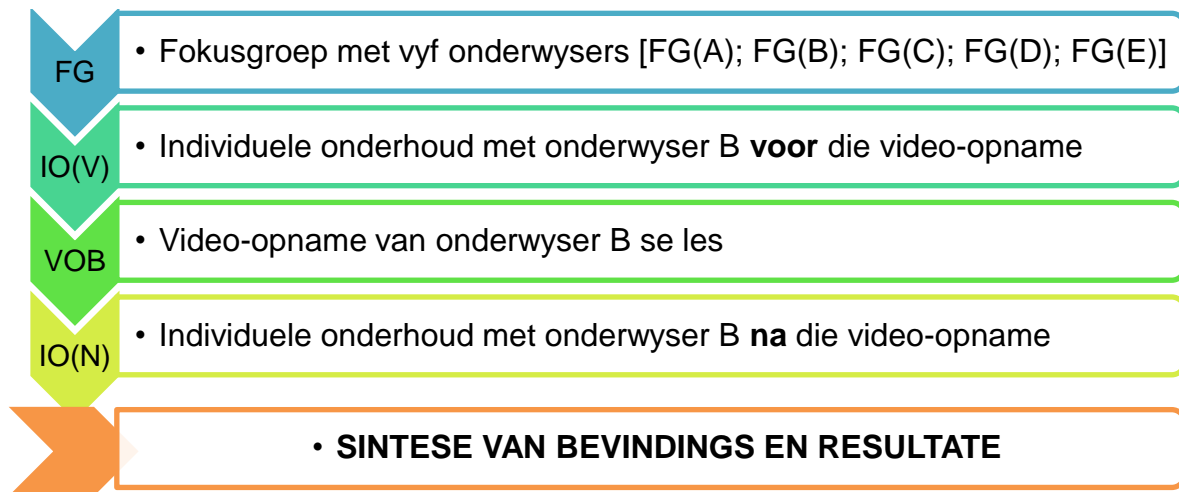 FG
• Fokusgroep met vyf onderwysers [FG(A); FG(B); FG(C); FG(D); FG(E)]
IO(V)
• Individuele onderhoud met onderwyser B voor die video-opname
VOB
• Video-opname van onderwyser B se les
IO(N)
• Individuele onderhoud met onderwyser B na die video-opname
• SINTESE VAN BEVINDINGS EN RESULTATE